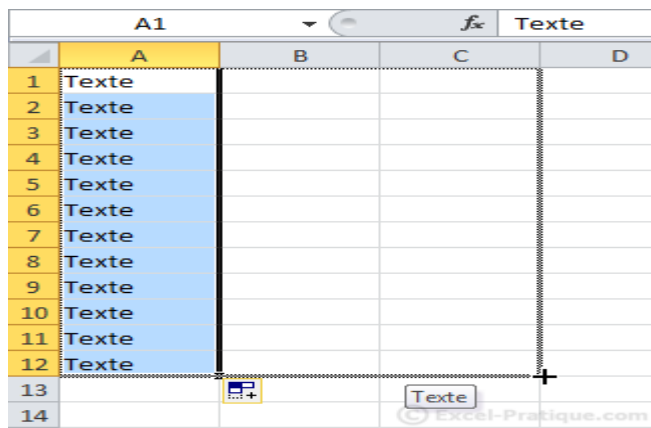 A1 fx Texte
A B C D
1 Texte
2 Texte
3 Texte
4 Texte
5 Texte
6 Texte
7 Texte
8 Texte
9 Texte
10 Texte
11 Texte
12 Texte
13 Texte
14 (C) Excel-Pratique.com